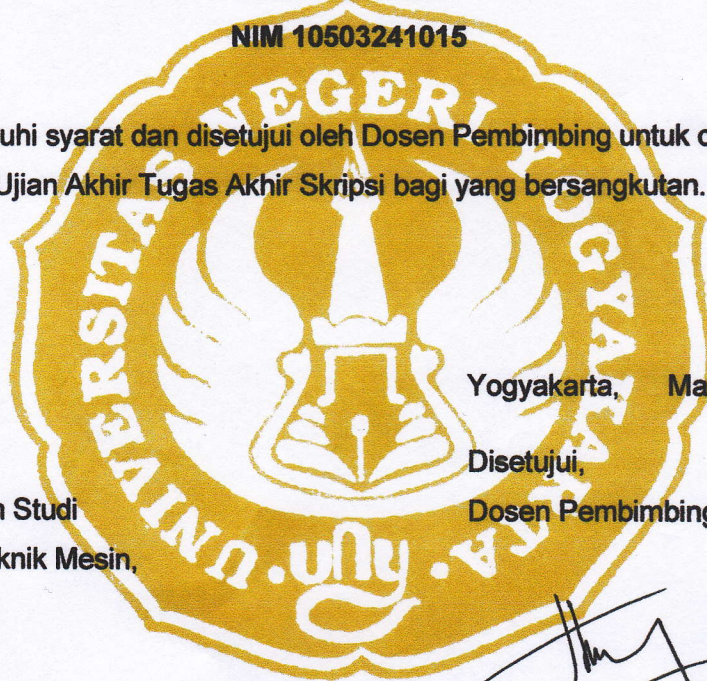 NIM 10503241015
uhi syarat dan disetujui oleh Dosen Pembimbing untuk d
Ujian Akhir Tugas Akhir Skripsi bagi yang bersangkutan.
UNIVERSITAS NEGERI YOGYAKARTA
Yogyakarta, Ma
Disetujui,
n Studi
Dosen Pembimbing
knik Mesin,
uny